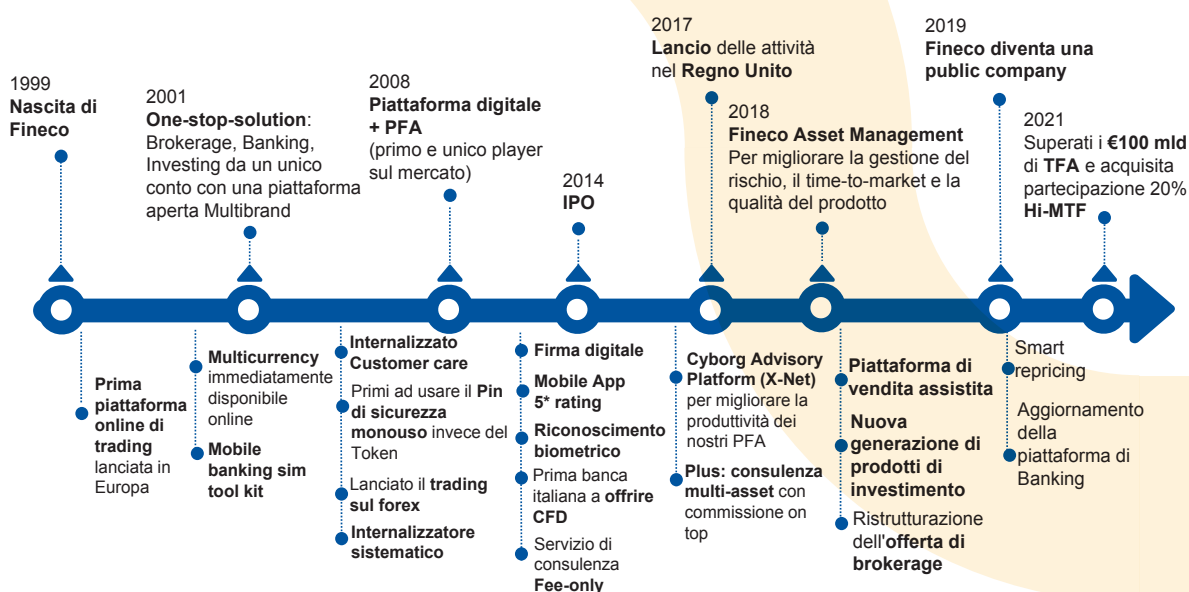 1999
Nascita di
Fineco
2001
One-stop-solution:
Brokerage, Banking,
Investing da un unico
conto con una piattaforma
aperta Multibrand
2008
Piattaforma digitale
+ PFA
(primo e unico player
sul mercato)
2014
IPO
2017
Lancio delle attività
nel Regno Unito
2018
Fineco Asset Management
Per migliorare la gestione del
rischio, il time-to-market e la
qualità del prodotto
2019
Fineco diventa una
public company
2021
Superati i €100 mld
di TFA e acquisita
partecipazione 20%
Hi-MTF
Prima
piattaforma
online di
trading
lanciata in
Europa
Multicurrency
immediatamente
disponibile
online
Mobile
banking sim
tool kit
Internalizzato
Customer care
Primi ad usare il Pin
di sicurezza
monouso invece del
Token
Lanciato il trading
sul forex
Internalizzatore
sistematico
Firma digitale
Mobile App
5* rating
Riconoscimento
biometrico
Prima banca
italiana a offrire
CFD
Servizio di
consulenza
Fee-only
Cyborg Advisory
Platform (X-Net)
per migliorare la
produttività dei
nostri PFA
Plus: consulenza
multi-asset con
commissione on
top
Piattaforma di
vendita assistita
Nuova
generazione di
prodotti di
investimento
Ristrutturazione
dell'offerta di
brokerage
Smart
repricing
Aggiornamento
della
piattaforma di
Banking